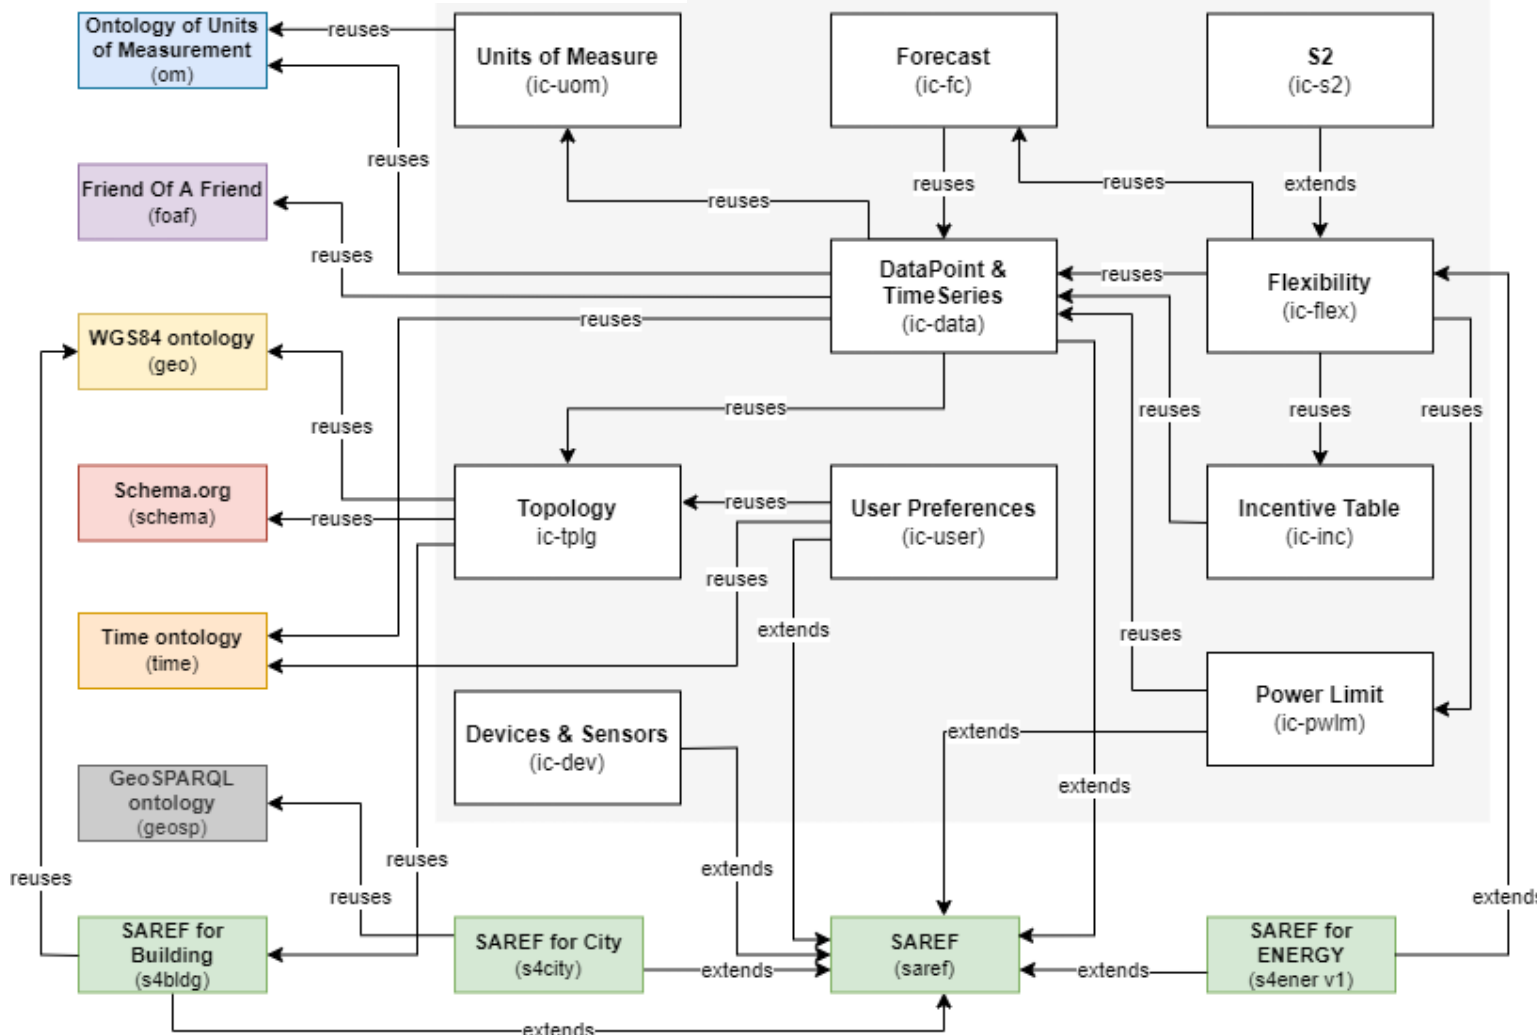 Ontology of Units
of Measurement
(om)
reuses
Units of Measure
(ic-uom)
Forecast
(ic-fc)
S2
(ic-s2)
reuses
Friend Of A Friend
(foaf)
reuses
reuses
reuses
extends
reuses
DataPoint &
TimeSeries
(ic-data)
reuses
Flexibility
(ic-flex)
reuses
WGS84 ontology
(geo)
reuses
reuses
reuses
reuses
reuses
Schema.org
(schema)
reuses
Topology
ic-tplg
reuses
User Preferences
(ic-user)
Incentive Table
(ic-inc)
reuses
extends
reuses
Time ontology
(time)
Devices & Sensors
(ic-dev)
extends
Power Limit
(ic-pwlm)
extends
GeoSPARQL
ontology
(geosp)
reuses
reuses
reuses
extends
extends
SAREF for
Building
(s4bldg)
SAREF for City
(s4city)
extends
SAREF
(saref)
extends
SAREF for
ENERGY
(s4ener v1)
extends